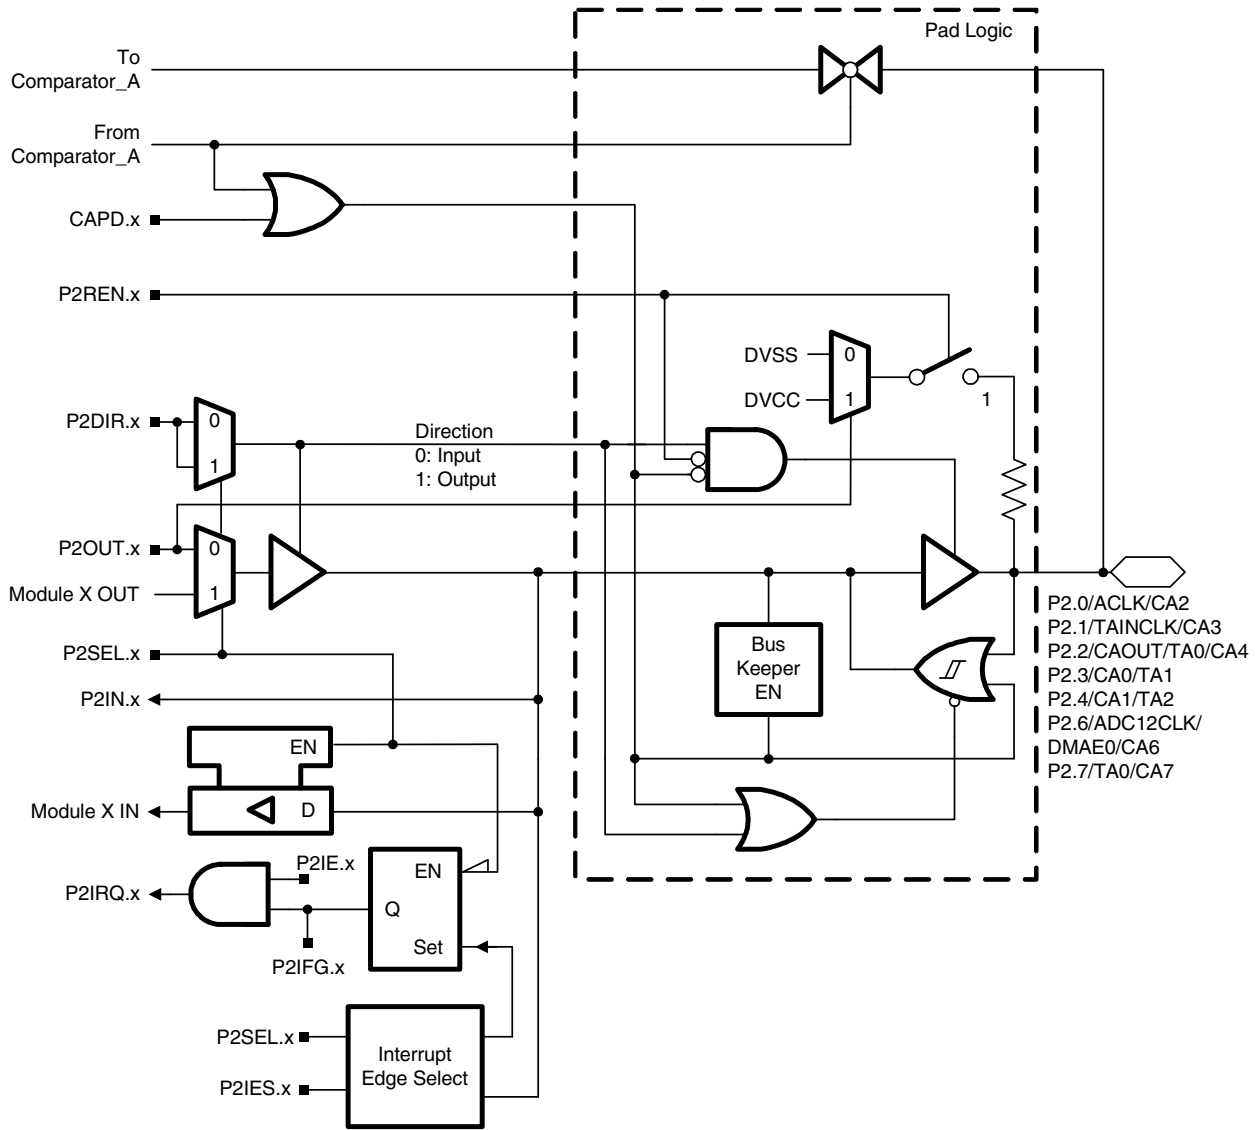 Pad Logic
To
Comparator_A
From
Comparator_A
CAPD.x
P2REN.x
DVSS
0
DVCC
1
1
P2DIR.x
0
1
Direction
0: Input
1: Output
P2OUT.x
0
Module X OUT
1
P2SEL.x
P2IN.x
Bus
Keeper
EN
P2.0/ACLK/CA2
P2.1/TAINCLK/CA3
P2.2/CAOUT/TA0/CA4
P2.3/CA0/TA1
P2.4/CA1/TA2
P2.6/ADC12CLK/
DMAE0/CA6
P2.7/TA0/CA7
EN
Module X IN
D
P2IE.x
EN
P2IRQ.x
Q
Set
P2IFG.x
P2SEL.x
Interrupt
Edge Select
P2IES.x